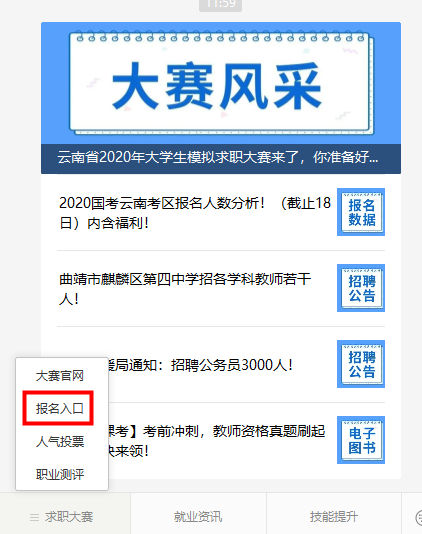 11:59
大赛风采
云南省2020年大学生模拟求职大赛来了，你准备好...
2020国考云南考区报名人数分析！（截止18
日）内含福利！
报名
数据
曲靖市麒麟区第四中学招各学科教师若干
人！
招聘
公告
援局通知：招聘公务员3000人！
招聘
公告
课考】考前冲刺，教师资格真题刷起
快来领！
电子
图书
大赛官网
报名入口
人气投票
职业测评
求职大赛
就业资讯
技能提升